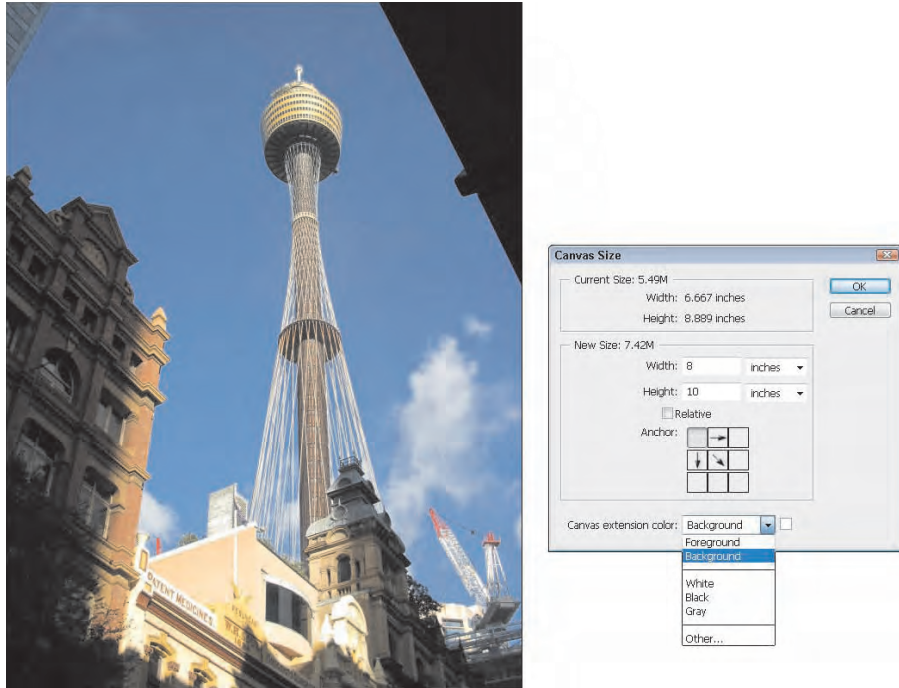 PATENT MEDICINES
Canvas Size
Current Size: 5.49M
Width: 6.667 inches
Height: 8.889 inches
OK
Cancel
New Size: 7.42M
Width: 8 inches
Height: 10 inches
Relative
Anchor:
Canvas extension color: Background
Foreground
Background
White
Black
Gray
Other...